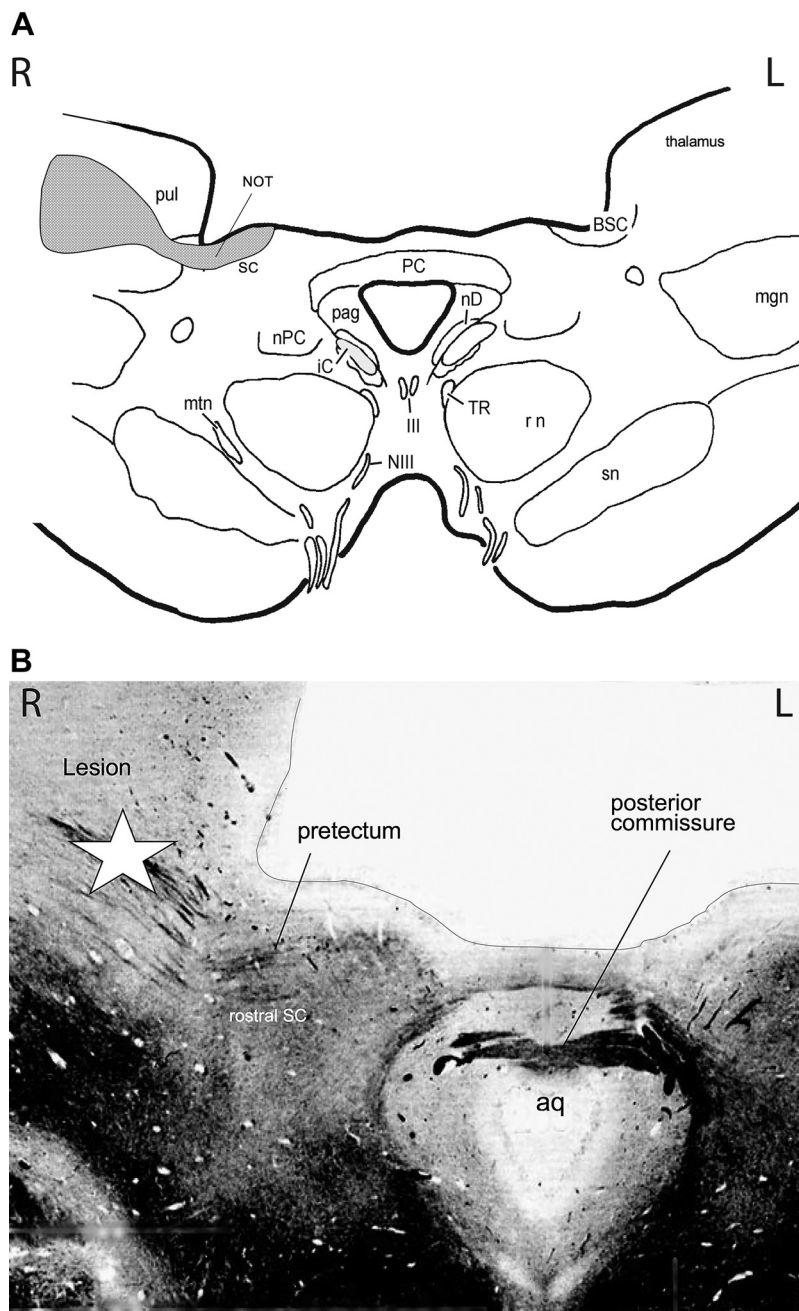 A
R
L
thalamus
pul
NOT
BSC
SC
PC
nD
pag
mgn
nPC
iC
mtn
III
TR
r n
NIII
sn
B
R
L
Lesion
pretectum
posterior
commissure
rostral SC
aq